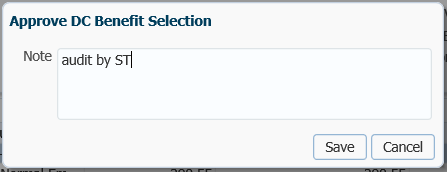 Approve DC Benefit Selection
Note audit by ST
Save Cancel